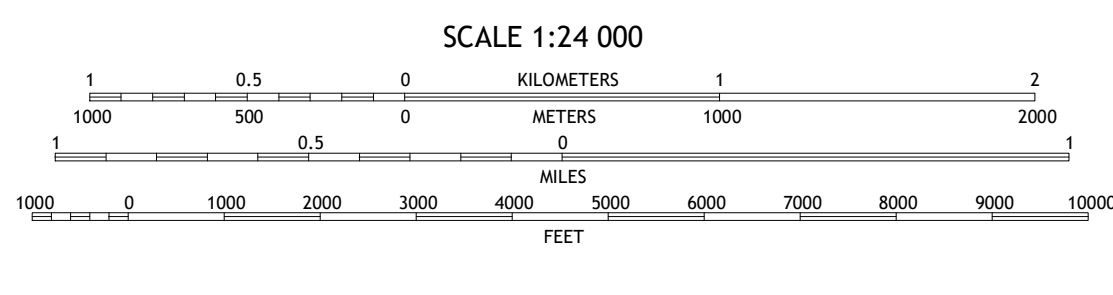 SCALE 1:24 000
1 0.5 0 KILOMETERS 1 2
1000 500 0 METERS 1000 2000
1 0.5 0 1
MILES
1000 0 1000 2000 3000 4000 5000 6000 7000 8000 9000 10000
FEET